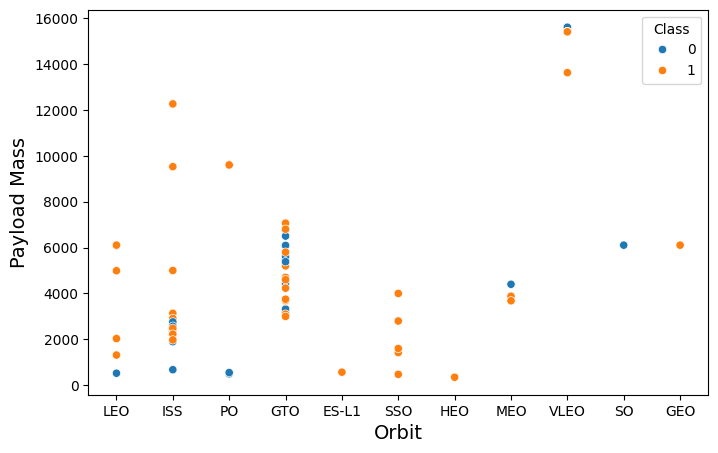 16000
14000
12000
10000
8000
6000
4000
2000
0
Payload Mass
LEO ISS PO GTO ES-L1 SSO HEO MEO VLEO SO GEO
Orbit
Class
0
1